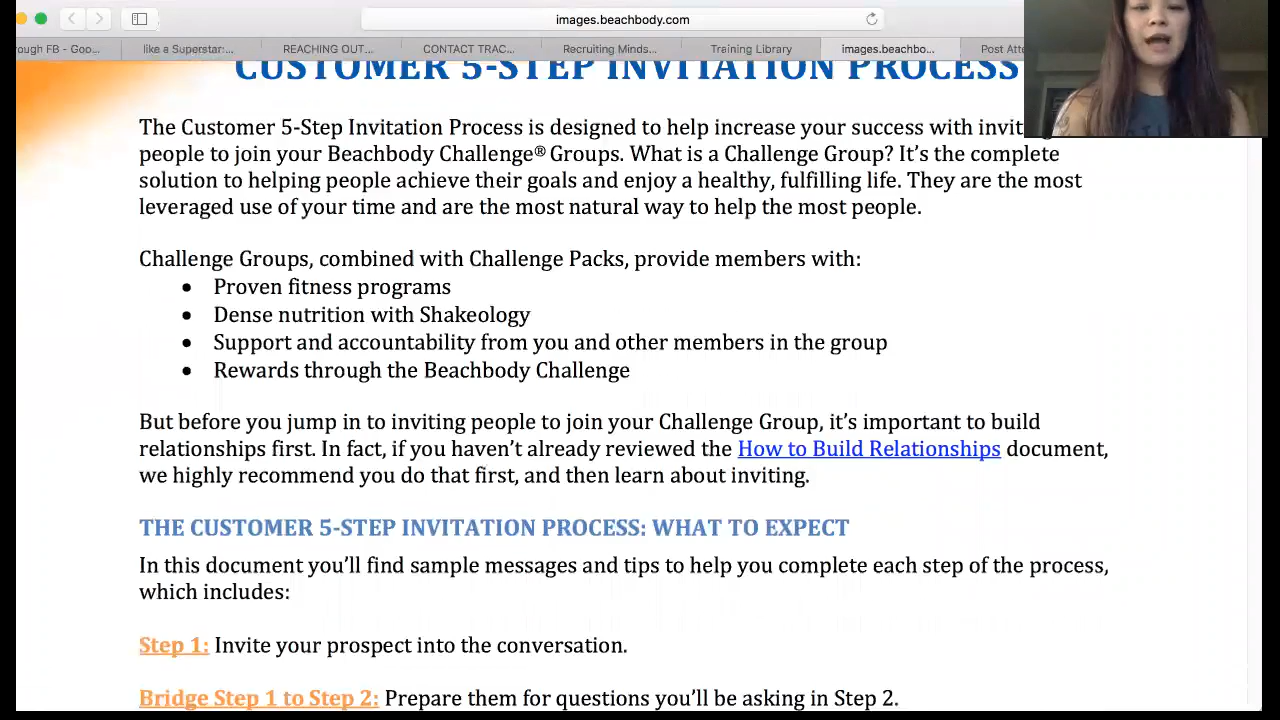 images.beachbody.com
rough FB - Goo...
like a Superstar:...
REACHING OUT...
CONTACT TRAC...
Recruiting Minds...
Training Library
images.beachbo...
Post Atte
CUSTOMER 5-STEP INVITATION PROCESS
The Customer 5-Step Invitation Process is designed to help increase your success with
people to join your Beachbody Challenge® Groups. What is a Challenge Group? It’s the complete
solution to helping people achieve their goals and enjoy a healthy, fulfilling life. They are the most
leveraged use of your time and are the most natural way to help the most people.
Challenge Groups, combined with Challenge Packs, provide members with:
• Proven fitness programs
• Dense nutrition with Shakeology
• Support and accountability from you and other members in the group
• Rewards through the Beachbody Challenge
But before you jump in to inviting people to join your Challenge Group, it’s important to build
relationships first. In fact, if you haven’t already reviewed the How to Build Relationships document,
we highly recommend you do that first, and then learn about inviting.
THE CUSTOMER 5-STEP INVITATION PROCESS: WHAT TO EXPECT
In this document you’ll find sample messages and tips to help you complete each step of the process,
which includes:
Step 1: Invite your prospect into the conversation.
Bridge Step 1 to Step 2: Prepare them for questions you’ll be asking in Step 2.